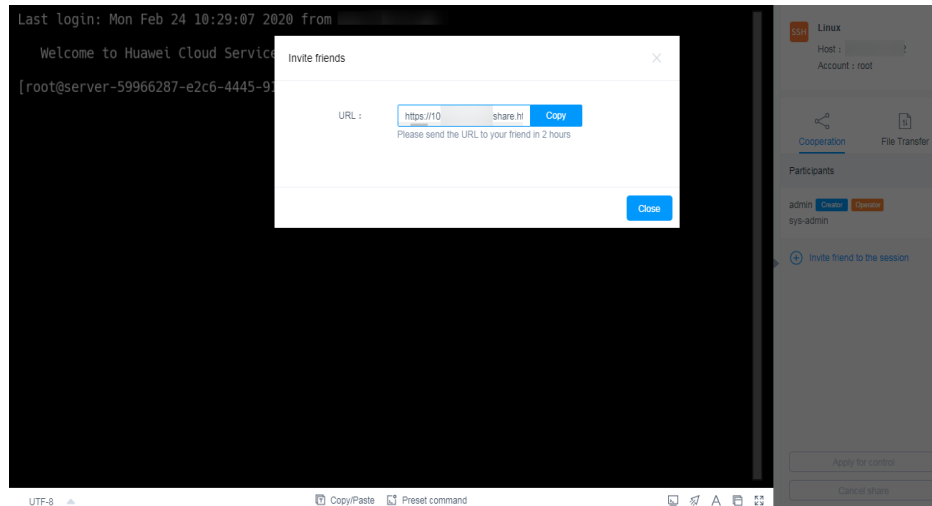 Last login: Mon Feb 24 10:29:07 2020 from
Welcome to Huawei Cloud Service
[root@server-59966287-e2c6-4445-91
Invite friends
URL :
https://10 share.h
Copy
Please send the URL to your friend in 2 hours
Close
SSH
Linux
Host :
Account : root
Cooperation
File Transfer
Participants
admin Creator Operator
sys-admin
Invite friend to the session
Apply for control
Cancel share
UTF-8
Copy/Paste
Preset command
A